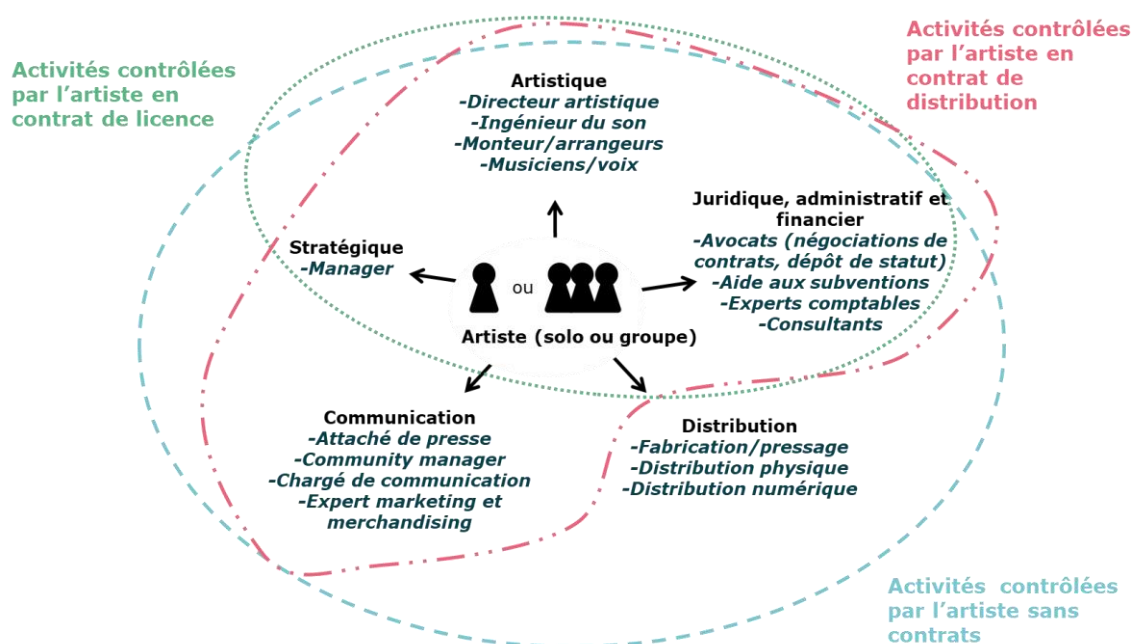 Activités contrôlées
par l’artiste en
contrat de licence
Activités contrôlées
par l’artiste en
contrat de
distribution
Artistique
-Directeur artistique
-Ingénieur du son
-Monteur/arrangeurs
-Musiciens/voix
Stratégique
-Manager
Juridique, administratif et
financier
-Avocats (négociations de
contrats, dépôt de statut)
-Aide aux subventions
-Experts comptables
-Consultants
ou
Artiste (solo ou groupe)
Communication
-Attaché de presse
-Community manager
-Chargé de communication
-Expert marketing et
merchandising
Distribution
-Fabrication/pressage
-Distribution physique
-Distribution numérique
Activités contrôlées
par l’artiste sans
contrats